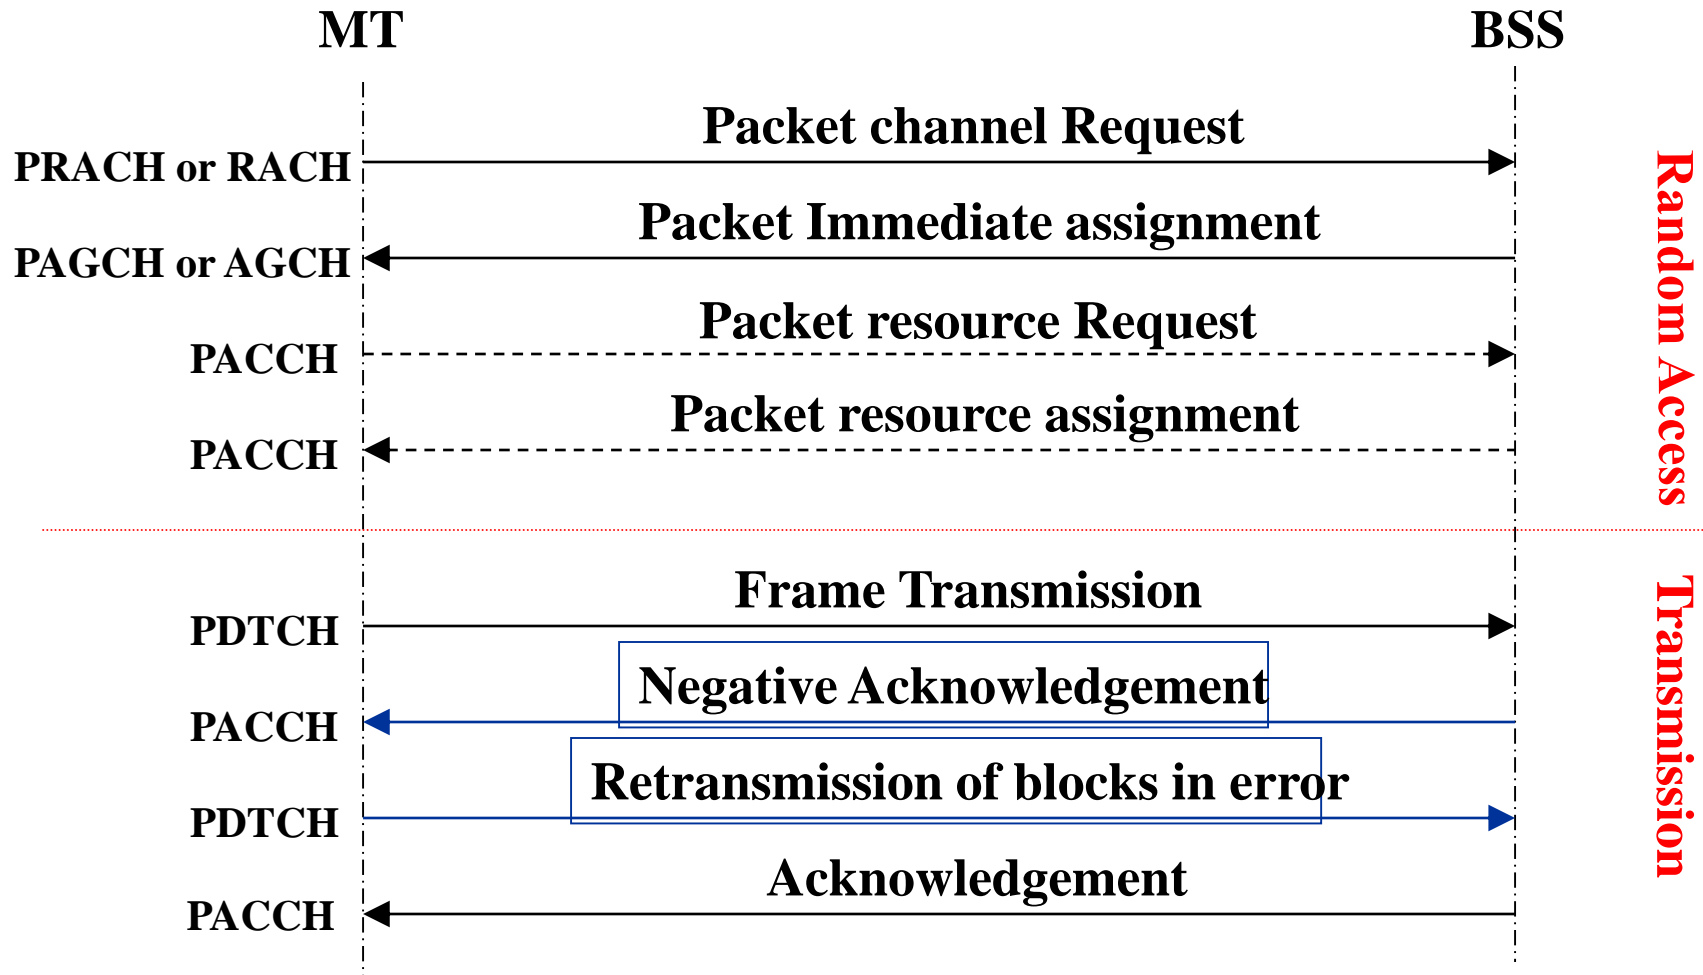 MT
BSS
Packet channel Request
PRACH or RACH
Packet Immediate assignment
PAGCH or AGCH
Packet resource Request
PACCH
Packet resource assignment
PACCH
Random Access
Frame Transmission
PDTCH
Negative Acknowledgement
PACCH
Retransmission of blocks in error
PDTCH
Acknowledgement
PACCH
Transmission